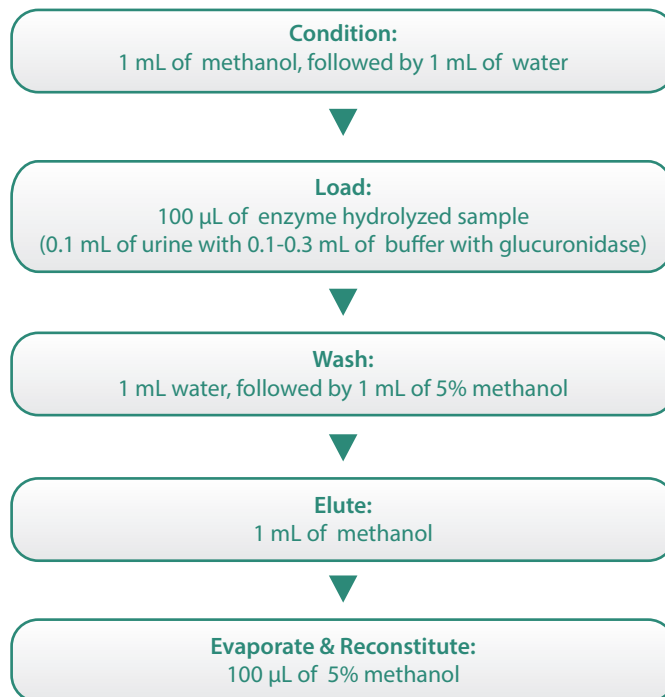 Condition:
1 mL of methanol, followed by 1 mL of water
Load:
100 µL of enzyme hydrolyzed sample
(0.1 mL of urine with 0.1-0.3 mL of buffer with glucuronidase)
Wash:
1 mL water, followed by 1 mL of 5% methanol
Elute:
1 mL of methanol
Evaporate & Reconstitute:
100 µL of 5% methanol